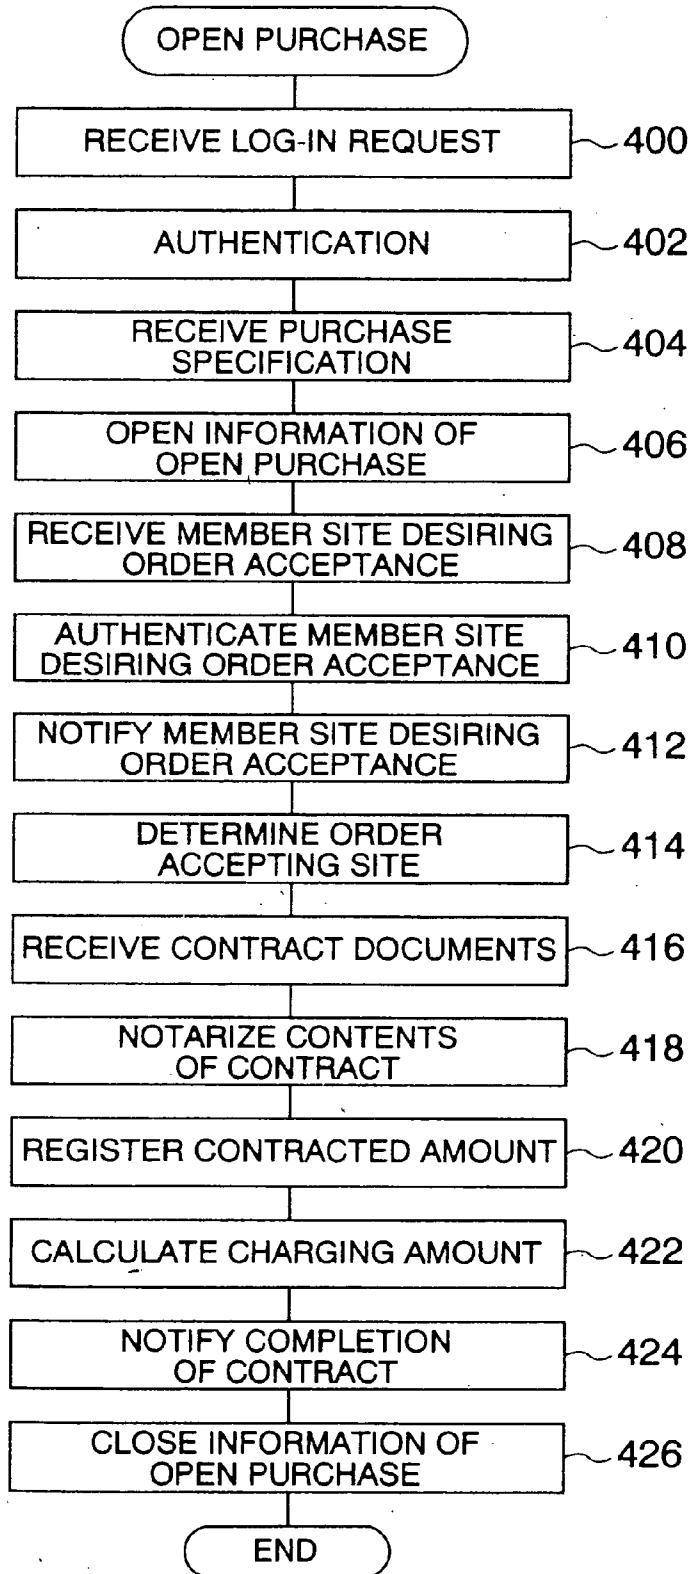 OPEN PURCHASE
RECEIVE LOG-IN REQUEST 400
AUTHENTICATION 402
RECEIVE PURCHASE
SPECIFICATION 404
OPEN INFORMATION OF
OPEN PURCHASE 406
RECEIVE MEMBER SITE DESIRING
ORDER ACCEPTANCE 408
AUTHENTICATE MEMBER SITE
DESIRING ORDER ACCEPTANCE 410
NOTIFY MEMBER SITE DESIRING
ORDER ACCEPTANCE 412
DETERMINE ORDER
ACCEPTING SITE 414
RECEIVE CONTRACT DOCUMENTS 416
NOTARIZE CONTENTS
OF CONTRACT 418
REGISTER CONTRACTED AMOUNT 420
CALCULATE CHARGING AMOUNT 422
NOTIFY COMPLETION
OF CONTRACT 424
CLOSE INFORMATION OF
OPEN PURCHASE 426
END